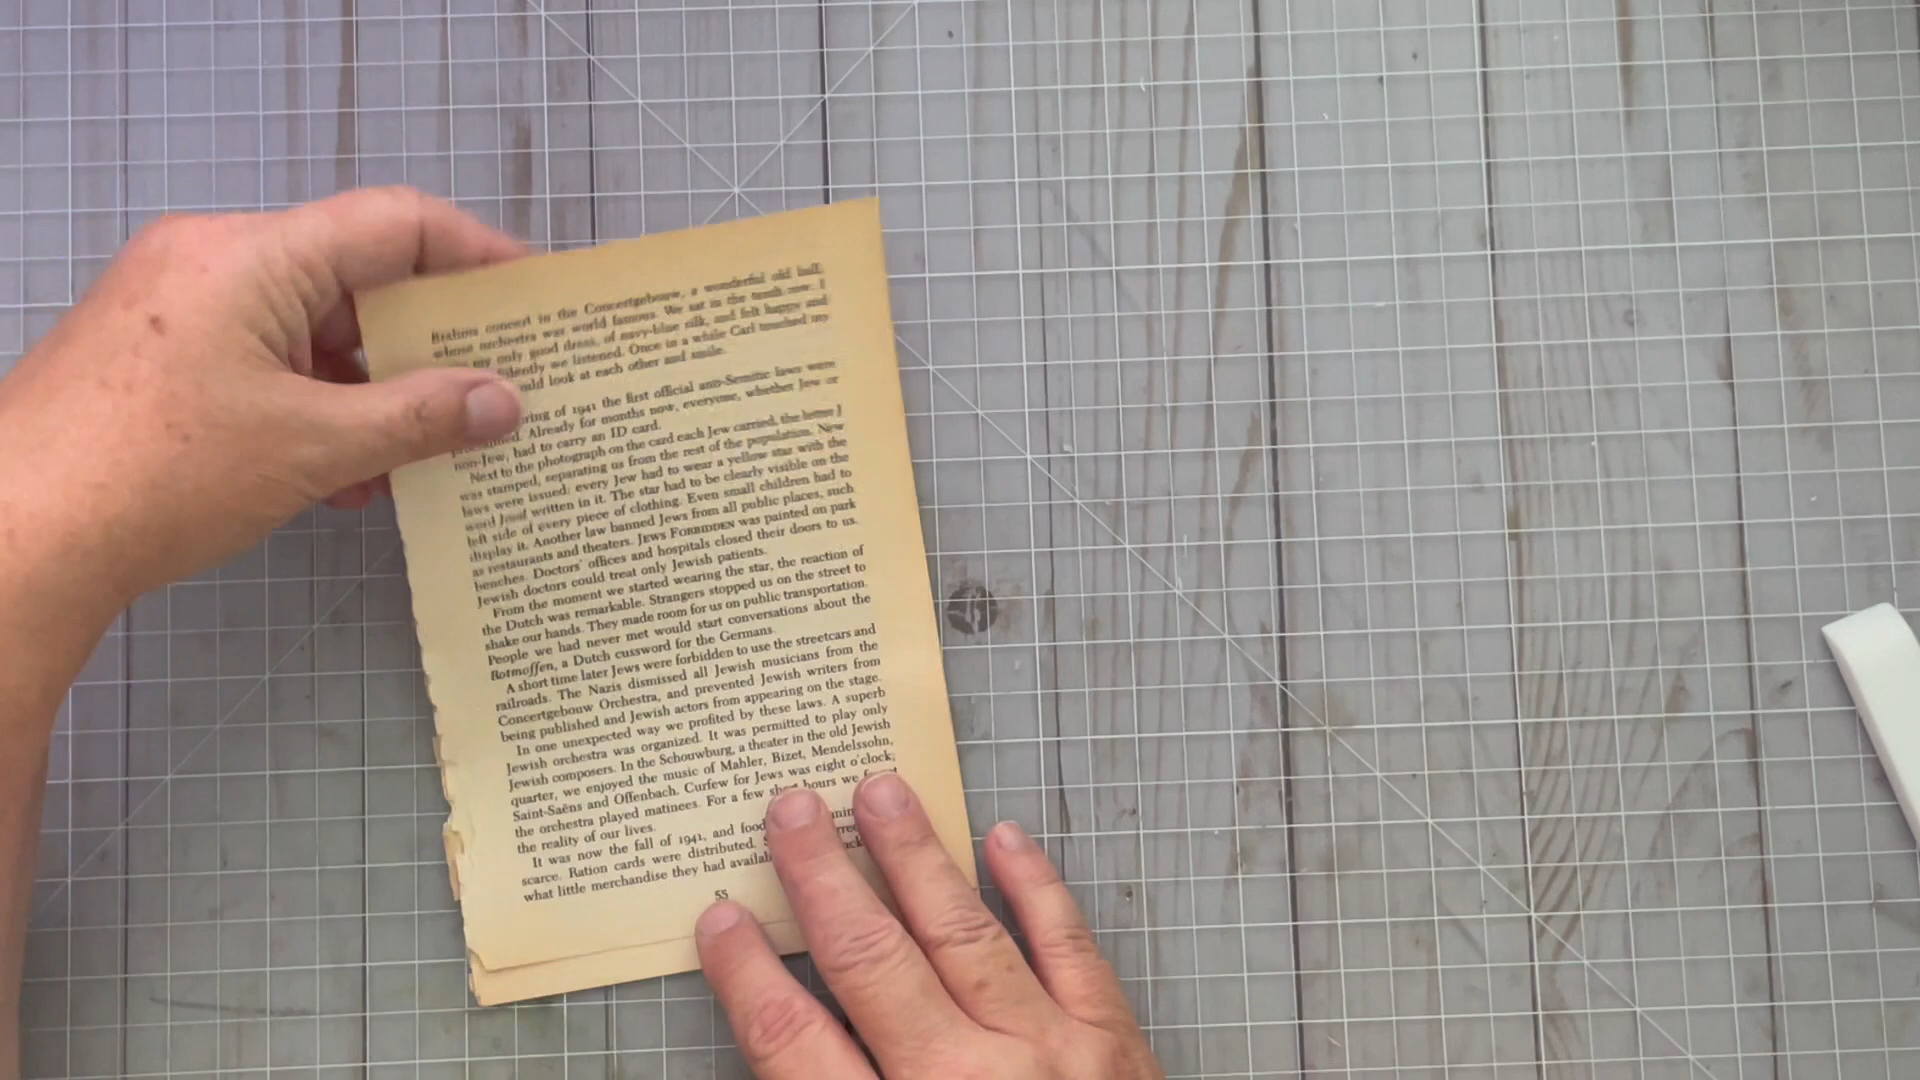 Brahms concert in the Concertgebouw, a wonderful old hall,
whose orchestra was world famous. We sat in the tenth row. I
my only good dress, of navy-blue silk, and felt happy and
silently we listened. Once in a while Carl touched my
would look at each other and smile.
of 1941 the first official anti-Semitic laws were
Already for months now, everyone, whether Jew or
non-Jew, had to carry an ID card.
Next to the photograph on the card each Jew carried, the letter J
was stamped, separating us from the rest of the population. New
laws were issued: every Jew had to wear a yellow star with the
word Jood written in it. The star had to be clearly visible on the
left side of every piece of clothing. Even small children had to
display it. Another law banned Jews from all public places, such
as restaurants and theaters. JEWS FORBIDDEN was painted on park
benches. Doctors' offices and hospitals closed their doors to us.
Jewish doctors could treat only Jewish patients.
From the moment we started wearing the star, the reaction of
the Dutch was remarkable. Strangers stopped us on the street to
shake our hands. They made room for us on public transportation.
People we had never met would start conversations about the
Rotmoffen, a Dutch cussword for the Germans.
A short time later Jews were forbidden to use the streetcars and
railroads. The Nazis dismissed all Jewish musicians from the
Concertgebouw Orchestra, and prevented Jewish writers from
being published and Jewish actors from appearing on the stage.
In one unexpected way we profited by these laws. A superb
Jewish orchestra was organized. It was permitted to play only
Jewish composers. In the Schouwburg, a theater in the old Jewish
quarter, we enjoyed the music of Mahler, Bizet, Mendelssohn,
Saint-Saëns and Offenbach. Curfew for Jews was eight o'clock;
the orchestra played matinees. For a few short hours we
the reality of our lives.
It was now the fall of 1941, and food
scarce. Ration cards were distributed.
what little merchandise they had
55